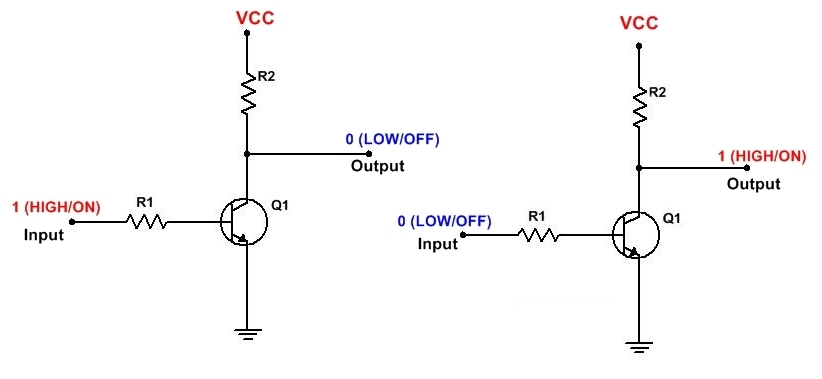 VCC
R2
0 (LOW/OFF)
Output
1 (HIGH/ON)
R1
Q1
Input
VCC
R2
1 (HIGH/ON)
Output
0 (LOW/OFF)
R1
Q1
Input